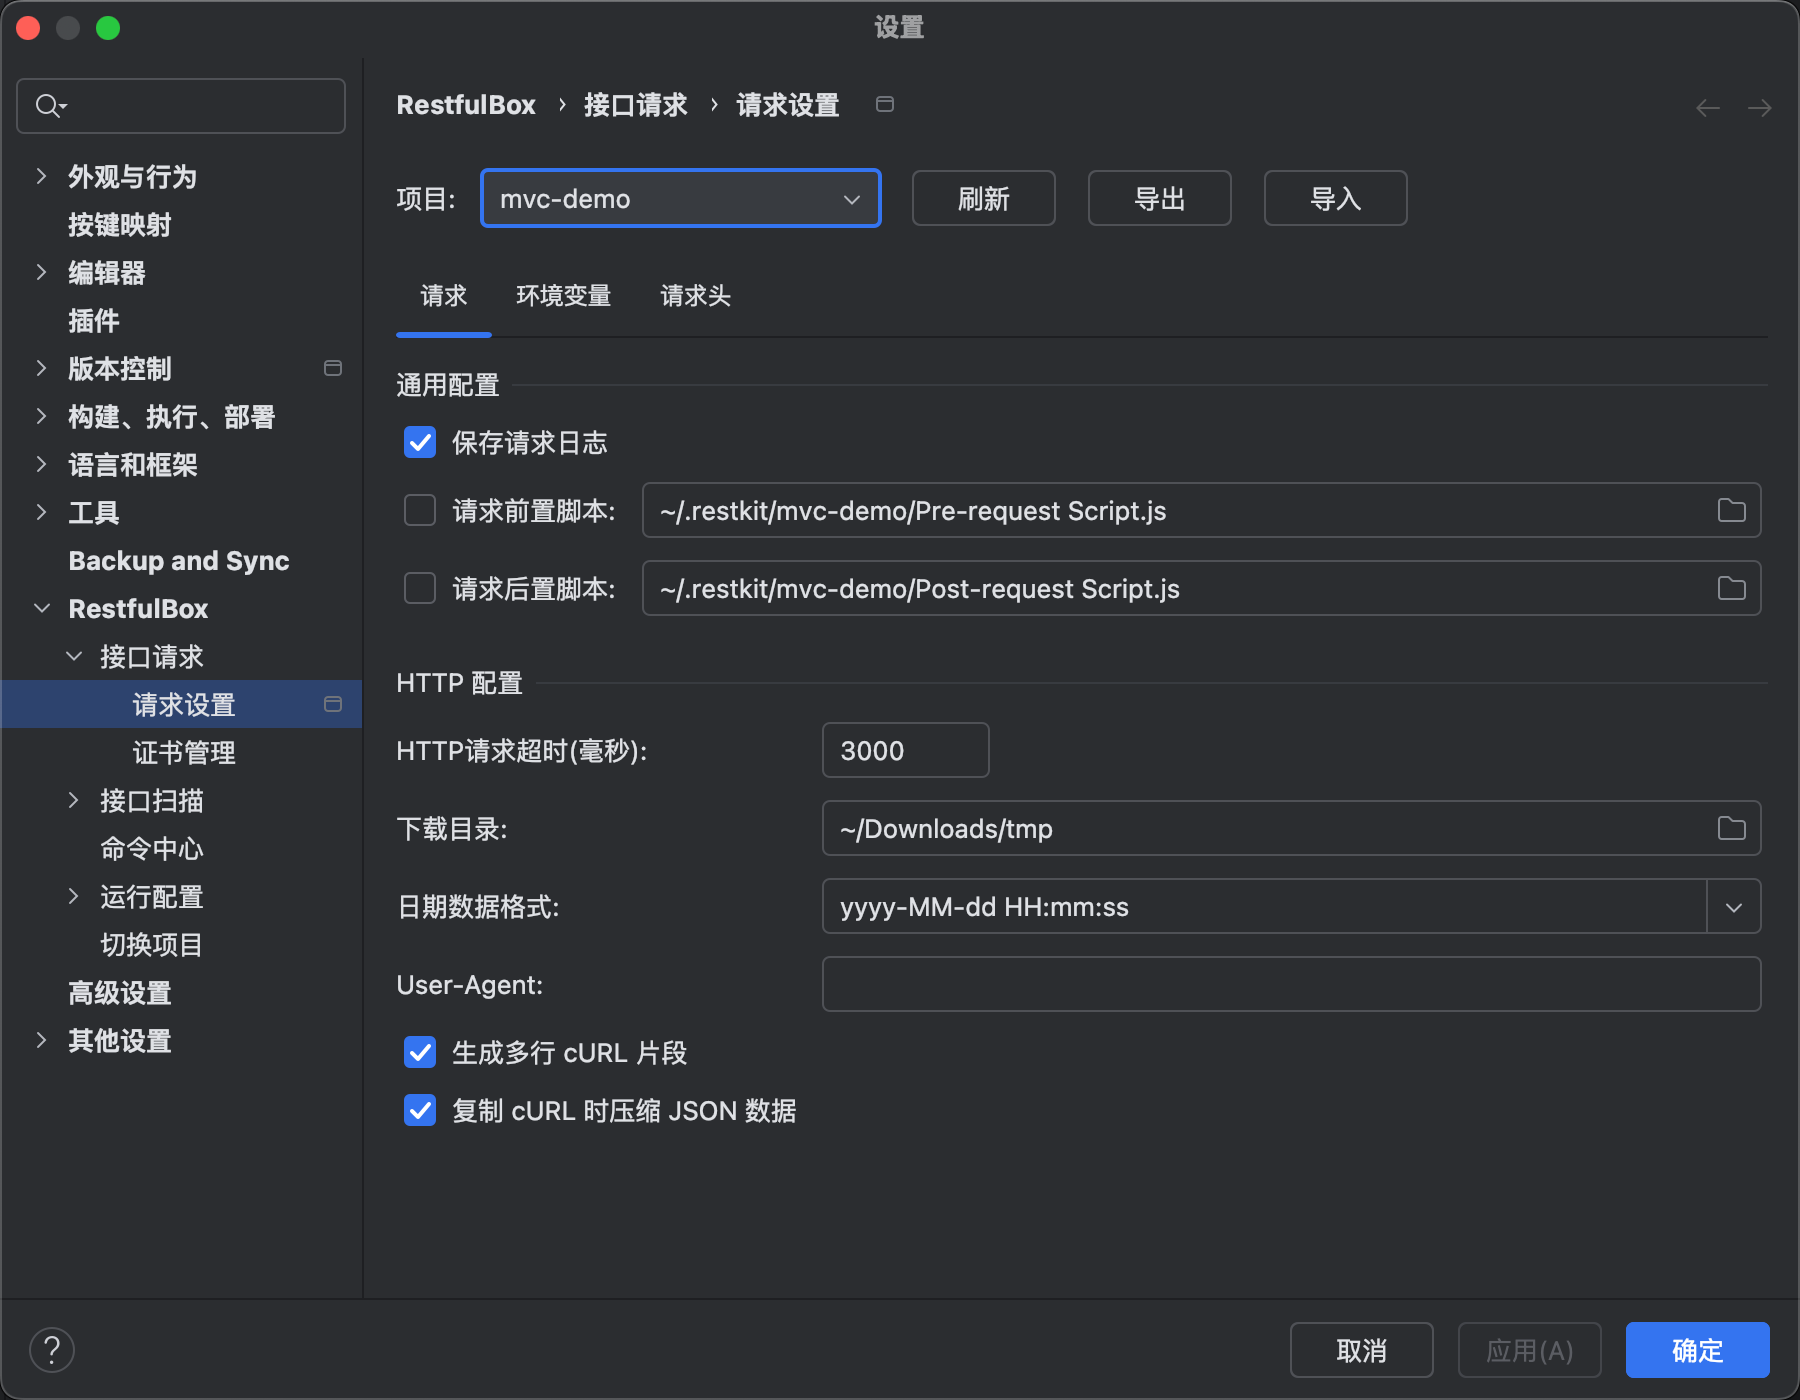 设置
外观与行为
按键映射
编辑器
插件
版本控制
构建、执行、部署
语言和框架
工具
Backup and Sync
RestfulBox
接口请求
请求设置
证书管理
接口扫描
命令中心
运行配置
切换项目
高级设置
其他设置
RestfulBox › 接口请求 › 请求设置
项目: mvc-demo 刷新 导出 导入
请求 环境变量 请求头
通用配置
保存请求日志
请求前置脚本: ~/.restkit/mvc-demo/Pre-request Script.js
请求后置脚本: ~/.restkit/mvc-demo/Post-request Script.js
HTTP 配置
HTTP请求超时(毫秒): 3000
下载目录: ~/Downloads/tmp
日期数据格式: yyyy-MM-dd HH:mm:ss
User-Agent:
生成多行 cURL 片段
复制 cURL 时压缩 JSON 数据
? 取消 应用(A) 确定